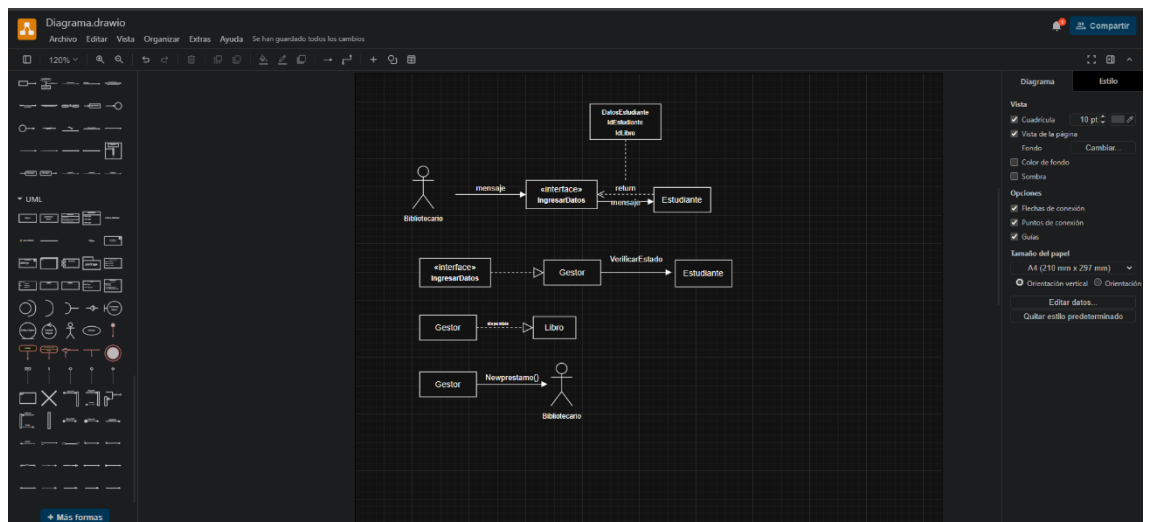 Diagrama.drawio
Archivo Editar Vista Organizar Extras Ayuda Se han guardado todos los cambios
Compartir
120%
Diagrama Estilo
Vista
Cuadrícula 10 pt
Vista de la página
Fondo Cambiar...
Color de fondo
Sombra
Opciones
Flechas de conexión
Puntos de conexión
Guías
Tamaño del papel
A4 (210 mm x 297 mm)
Orientación vertical Orientación
Editar datos...
Quitar estilo predeterminado
UML
+ Más formas
DatosEstudiante
IdEstudiante
IdLibro
mensaje
«interface»
IngresarDatos
return
mensaje
Estudiante
Bibliotecario
«interface»
IngresarDatos
Gestor
VerificarEstado
Estudiante
Gestor
Libro
Gestor
Newprestamo()
Bibliotecario